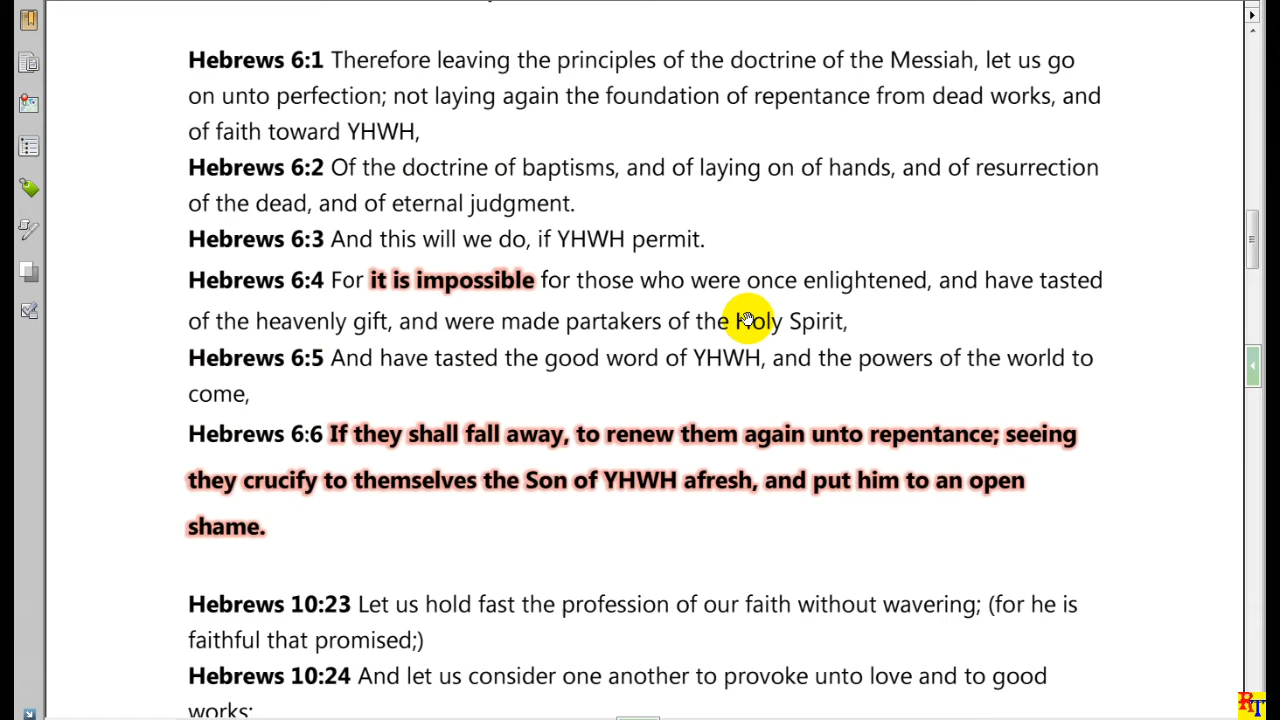 Hebrews 6:1 Therefore leaving the principles of the doctrine of the Messiah, let us go
on unto perfection; not laying again the foundation of repentance from dead works, and
of faith toward YHWH,
Hebrews 6:2 Of the doctrine of baptisms, and of laying on of hands, and of resurrection
of the dead, and of eternal judgment.
Hebrews 6:3 And this will we do, if YHWH permit.
Hebrews 6:4 For it is impossible for those who were once enlightened, and have tasted
of the heavenly gift, and were made partakers of the Holy Spirit,
Hebrews 6:5 And have tasted the good word of YHWH, and the powers of the world to
come,
Hebrews 6:6 If they shall fall away, to renew them again unto repentance; seeing
they crucify to themselves the Son of YHWH afresh, and put him to an open
shame.
Hebrews 10:23 Let us hold fast the profession of our faith without wavering; (for he is
faithful that promised;)
Hebrews 10:24 And let us consider one another to provoke unto love and to good
works:
RT